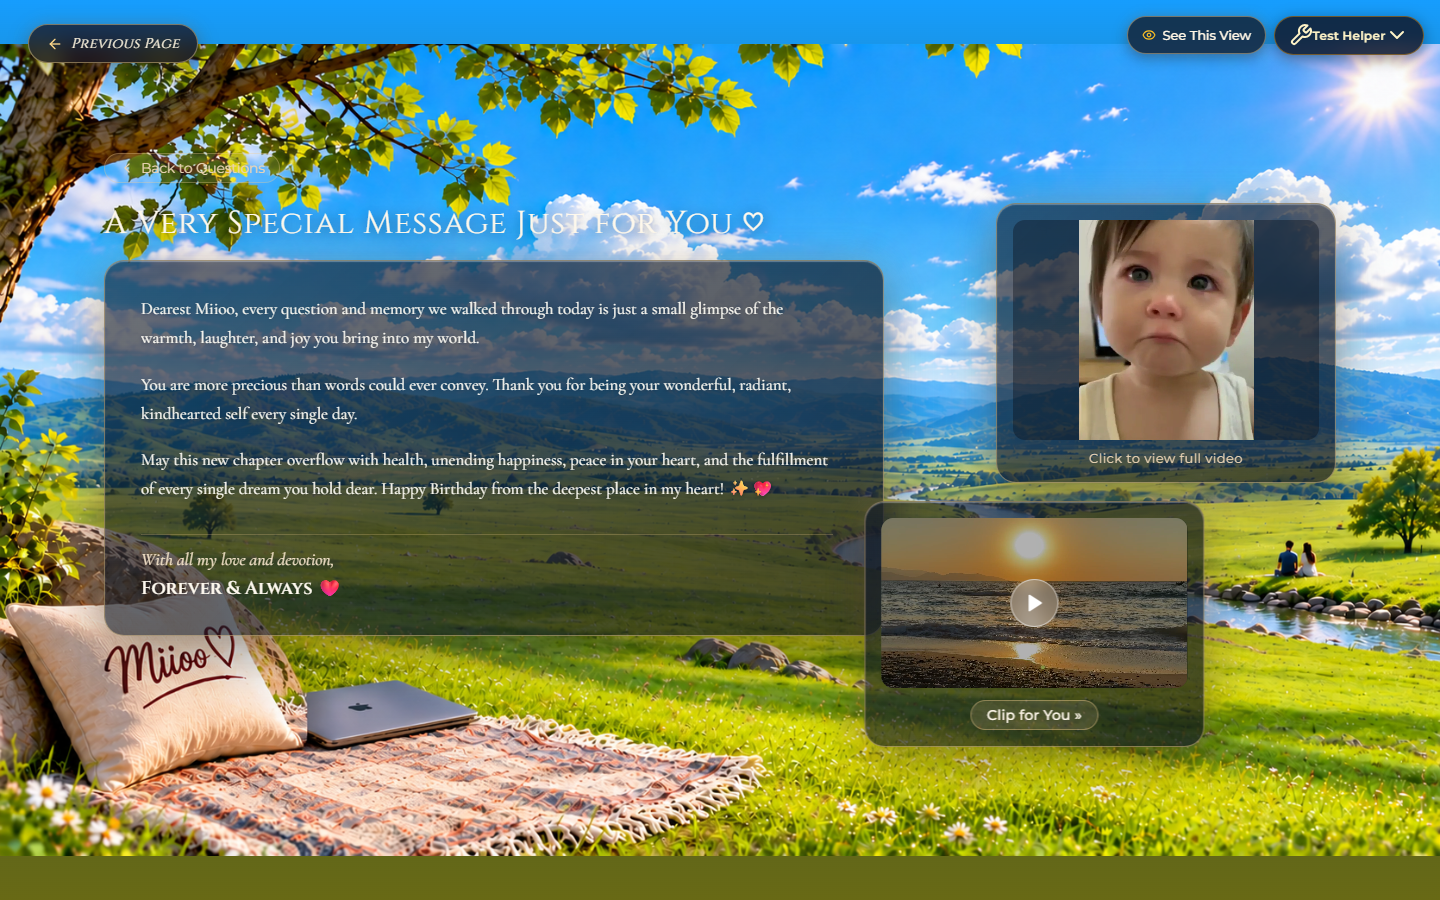 Previous Page
See This View
Test Helper
Back to Questions
A Very Special Message Just for You ♡
Dearest Miioo, every question and memory we walked through today is just a small glimpse of the
warmth, laughter, and joy you bring into my world.
You are more precious than words could ever convey. Thank you for being your wonderful, radiant,
kindhearted self every single day.
May this new chapter overflow with health, unending happiness, peace in your heart, and the fulfillment
of every single dream you hold dear. Happy Birthday from the deepest place in my heart! ✨ 💖
With all my love and devotion,
Forever & Always ❤️
Click to view full video
Clip for You »
Miioo♡